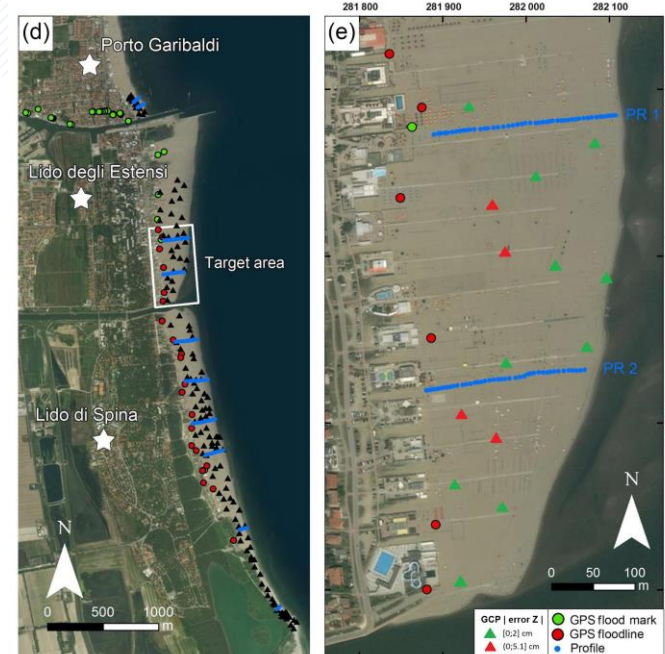 (d)
Porto Garibaldi
Lido degli Estensi
Target area
Lido di Spina
N
0 500 1000
m
281 800 281 900 282 000 282 100
(e)
PR 1
PR 2
N
0 50 100
m
GCP | error Z |
[0;2] cm
(0;5.1] cm
GPS flood mark
GPS floodline
Profile